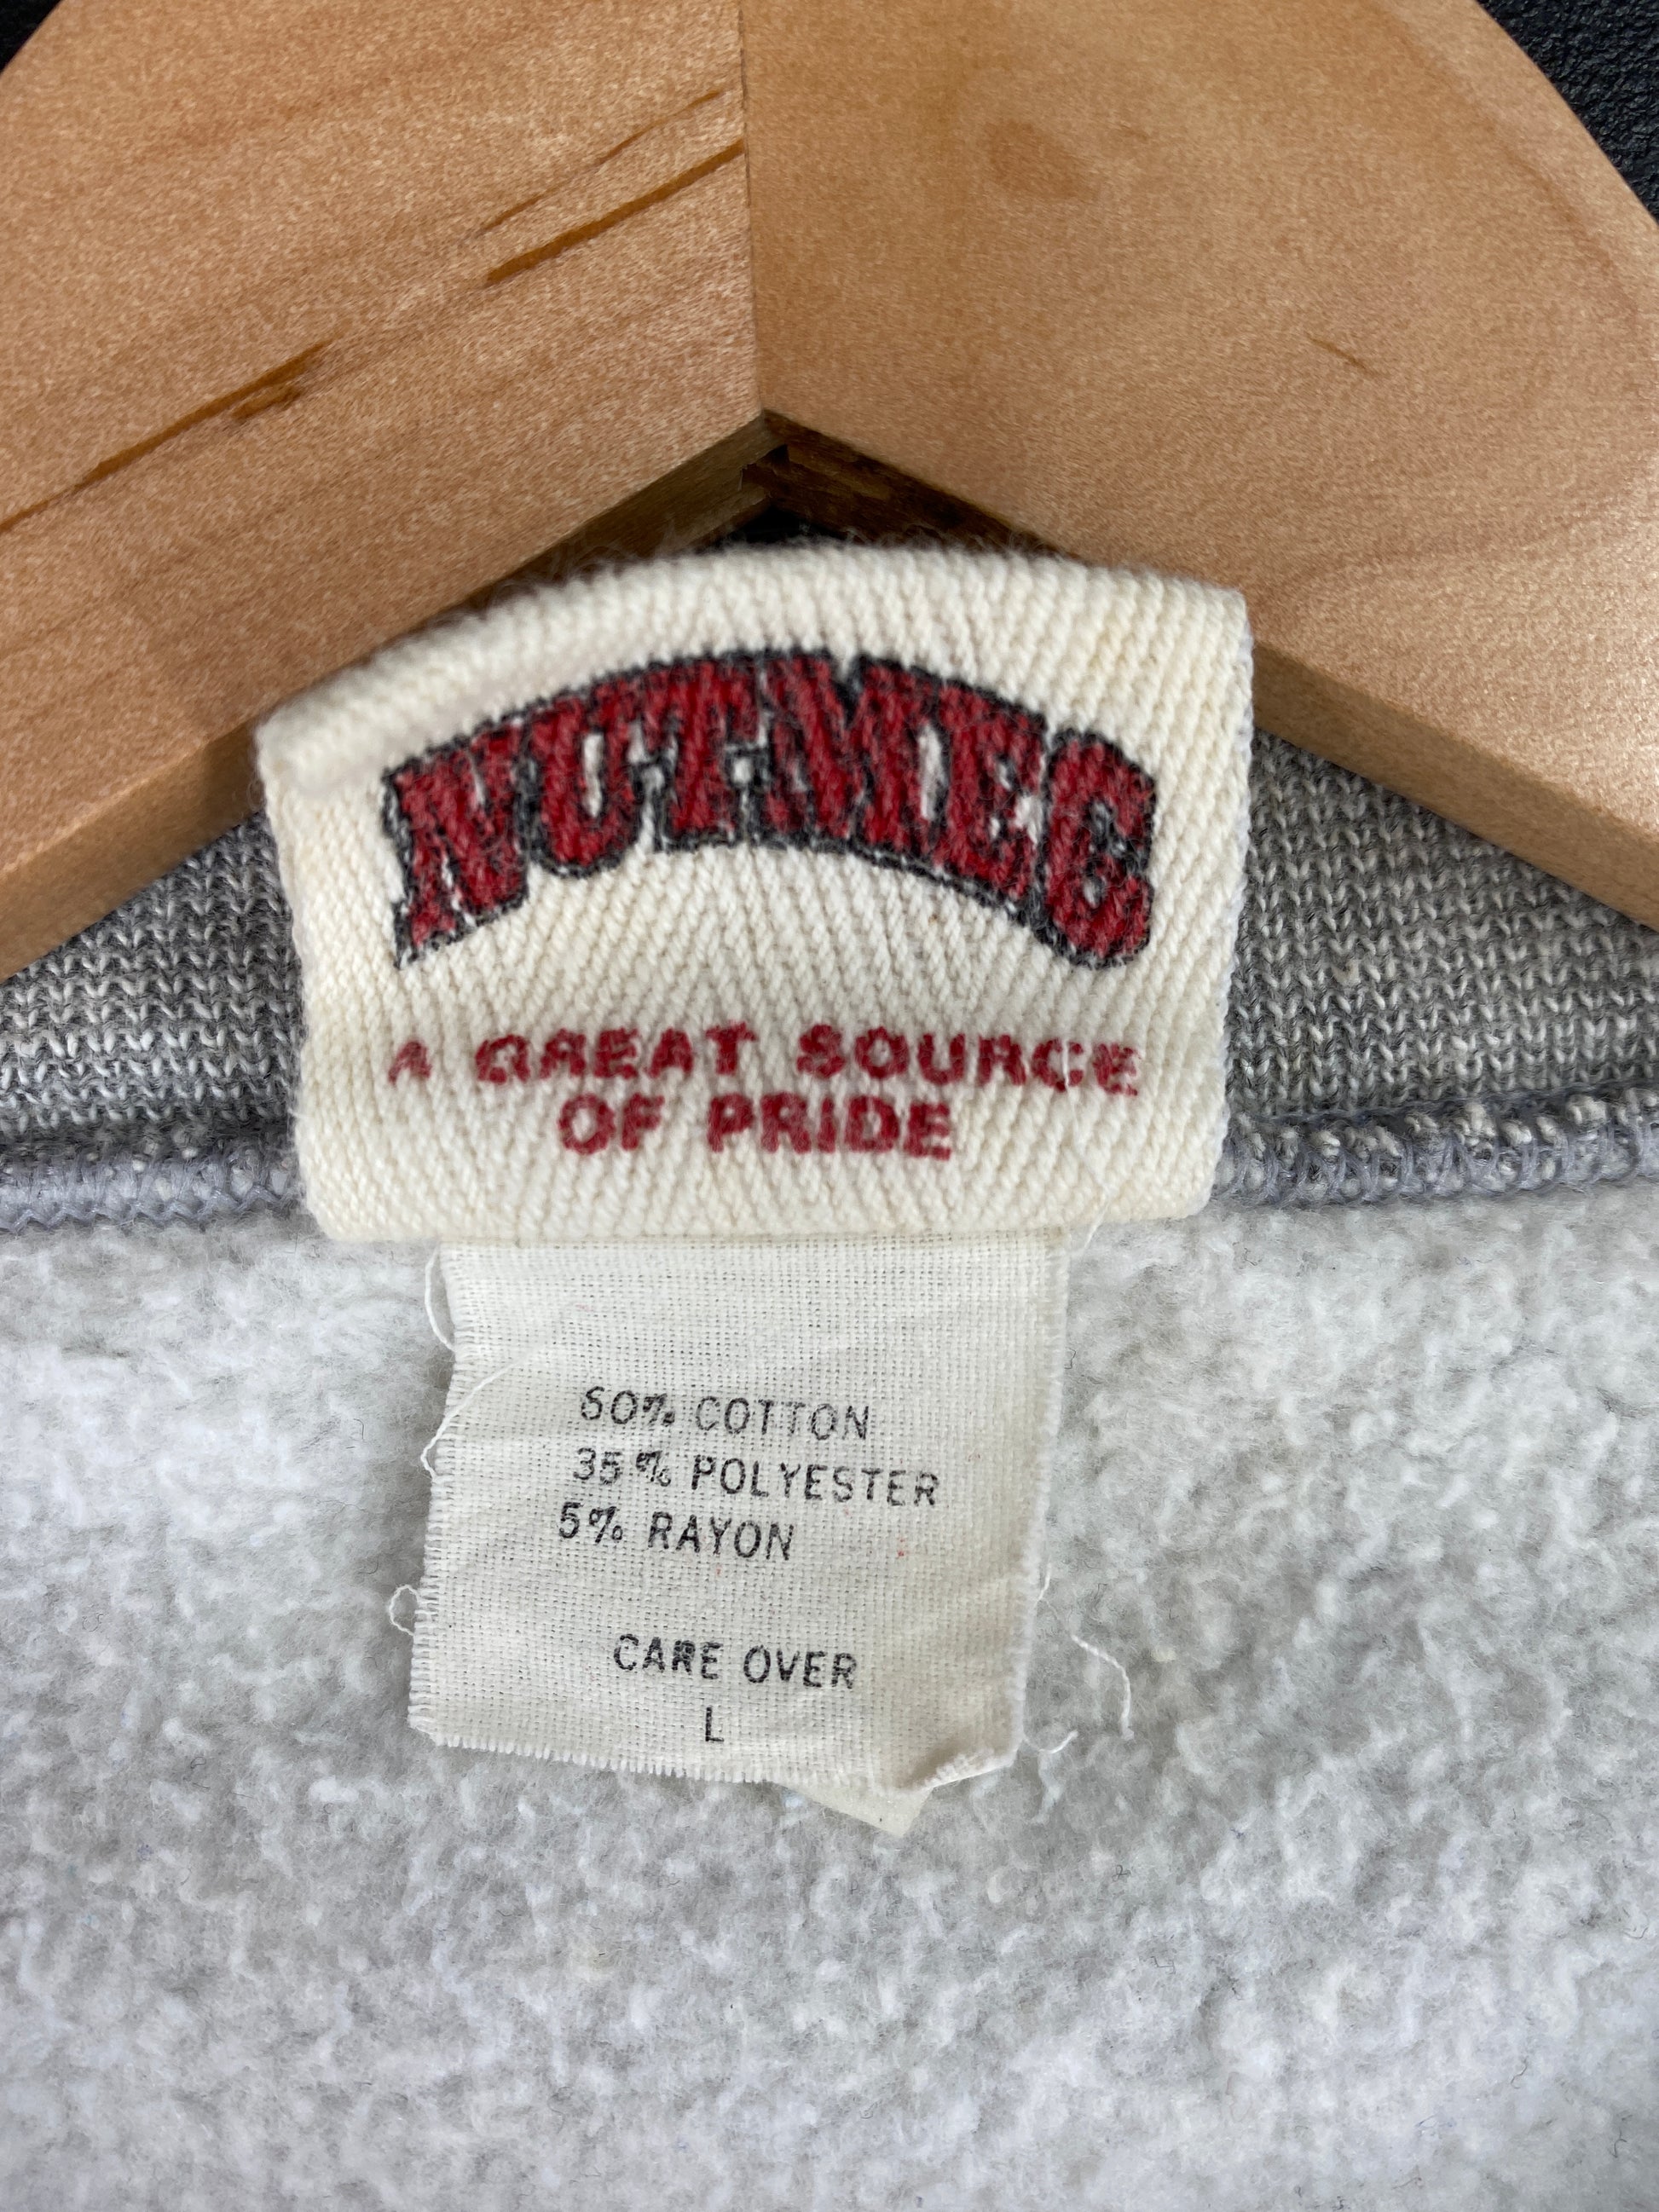 NUTMEG
A GREAT SOURCE
OF PRIDE
60% COTTON
35% POLYESTER
5% RAYON
CARE OVER
L